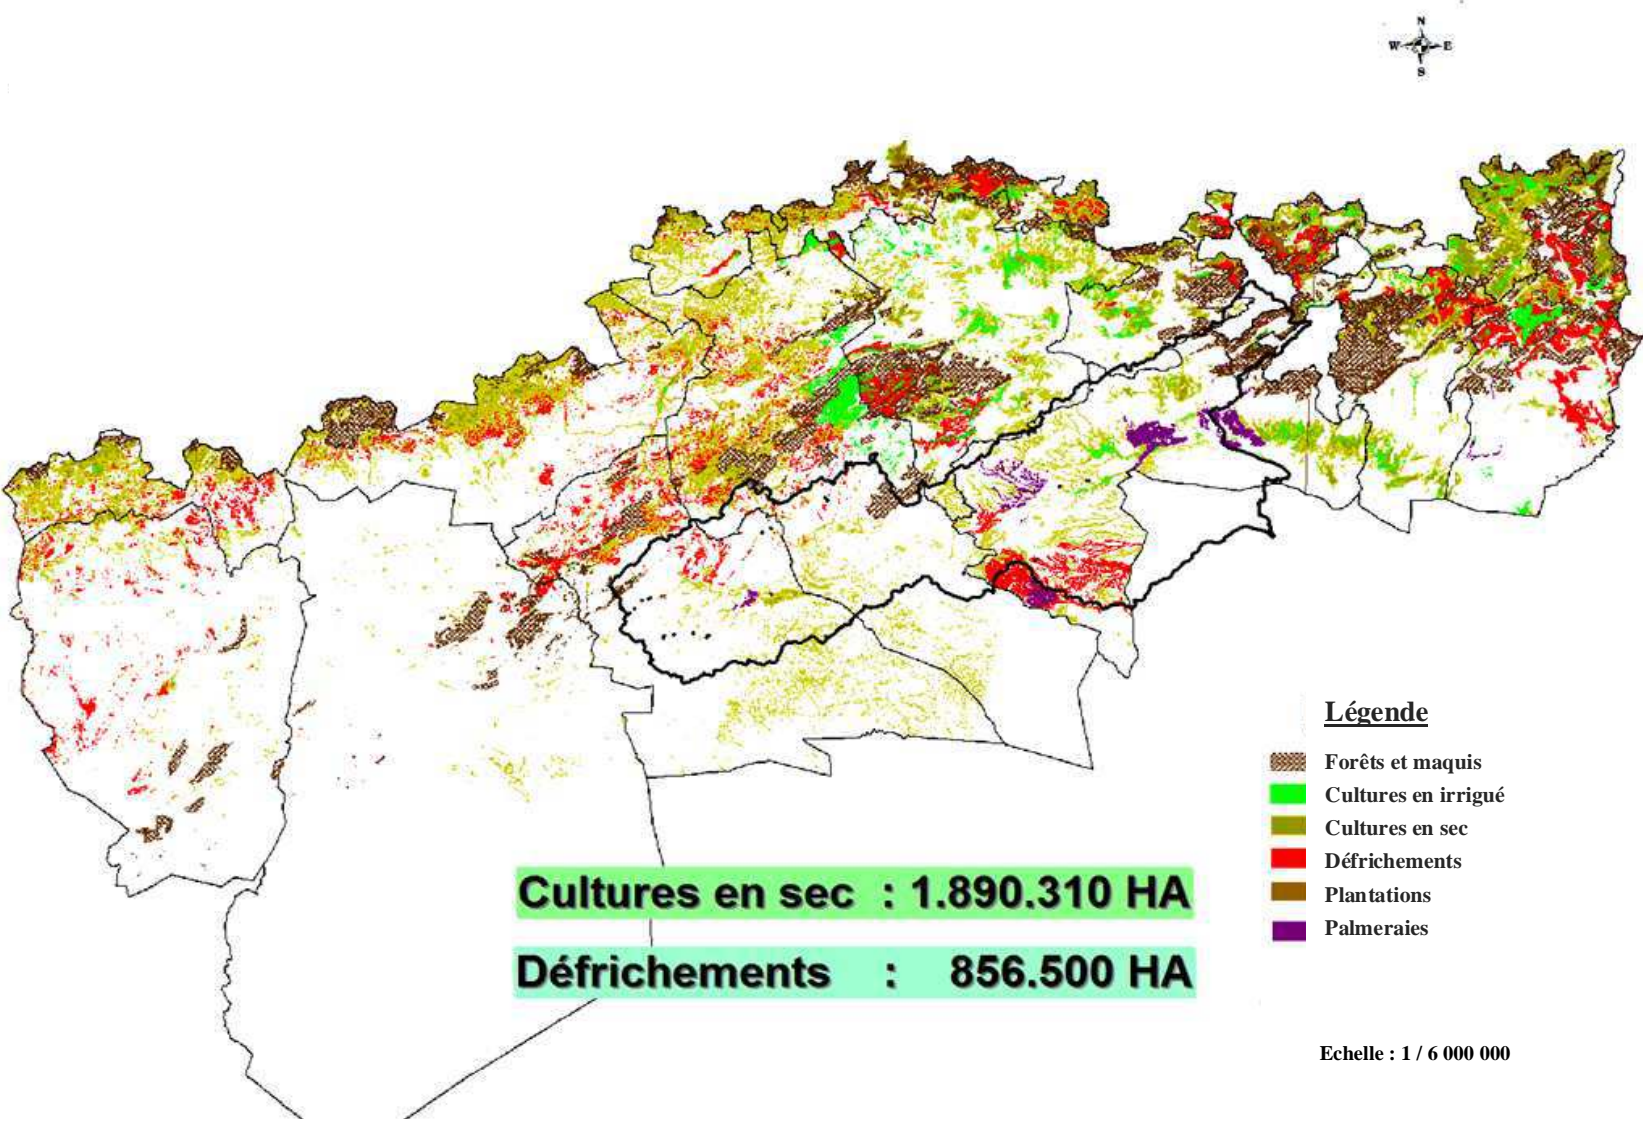 N
W E
S
Légende
Forêts et maquis
Cultures en irrigué
Cultures en sec
Défrichements
Plantations
Palmeraies
Cultures en sec : 1.890.310 HA
Défrichements : 856.500 HA
Echelle : 1 / 6 000 000